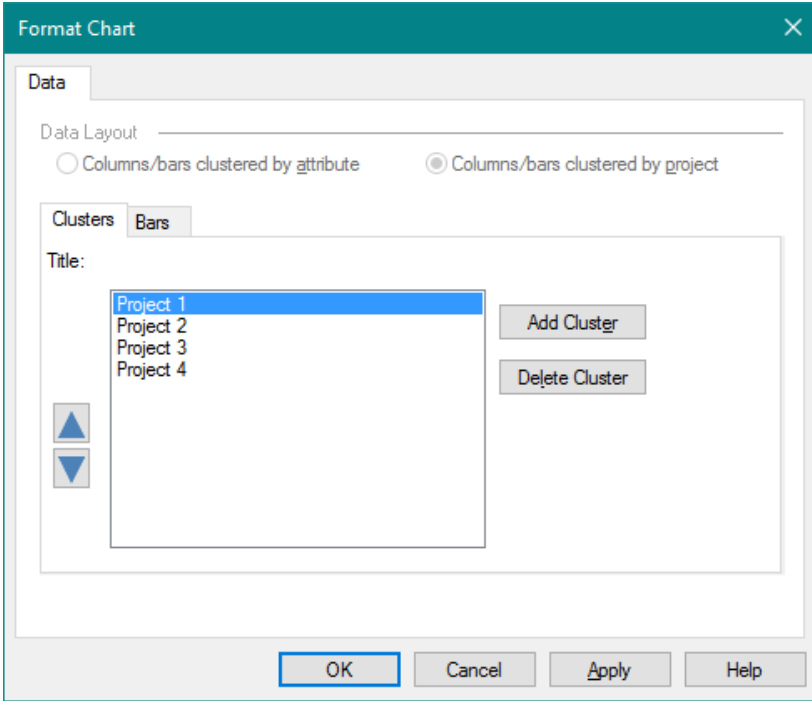 Format Chart
Data
Data Layout
Columns/bars clustered by attribute
Columns/bars clustered by project
Clusters
Bars
Title:
Project 1
Project 2
Project 3
Project 4
Add Cluster
Delete Cluster
OK
Cancel
Apply
Help